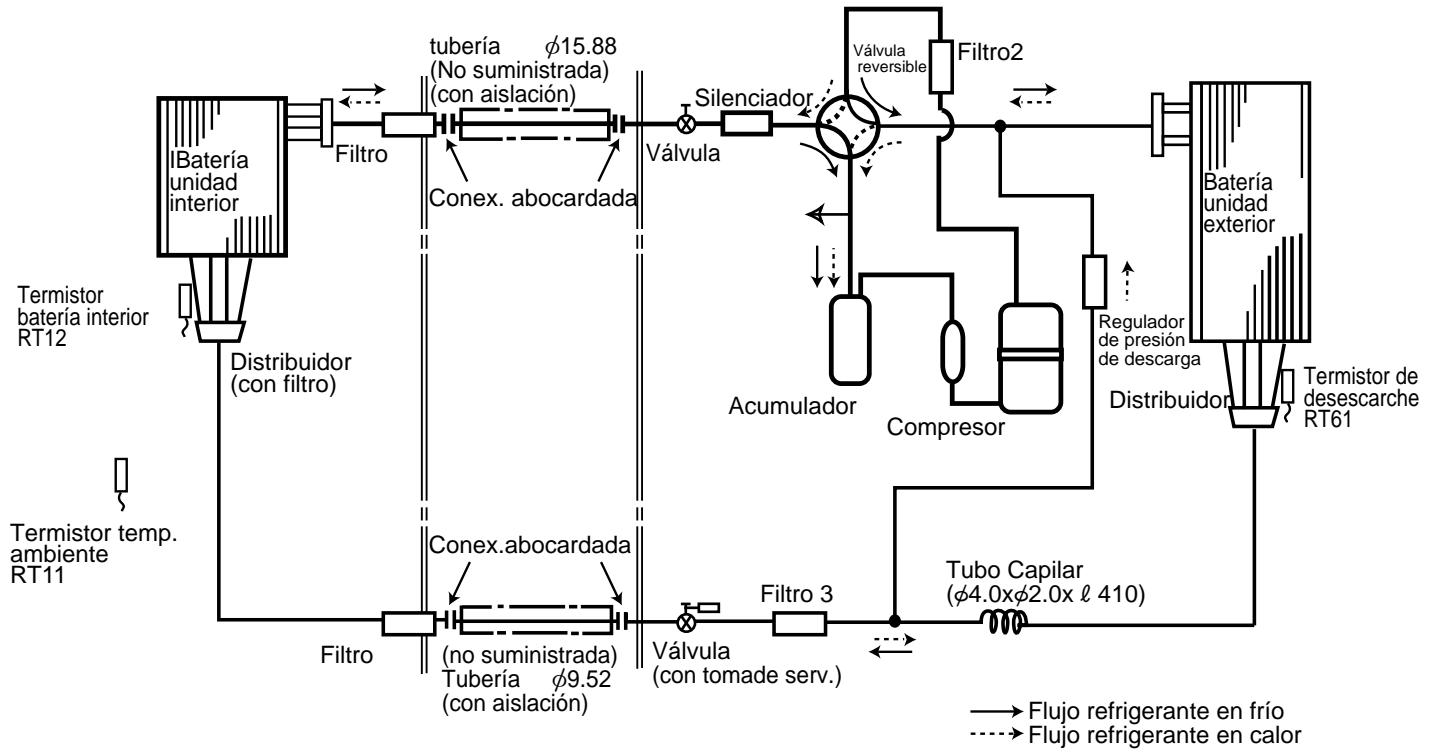 tubería ϕ15.88
(No suministrada)
(con aislación)
Válvula
reversible
Filtro2
Silenciador
Filtro
Válvula
IBatería
unidad
interior
Conex. abocardada
Batería
unidad
exterior
Termistor
batería interior
RT12
Distribuidor
(con filtro)
Regulador
de presión
de descarga
Acumulador
Compresor
Distribuidor
Termistor de
desescarche
RT61
Termistor temp.
ambiente
RT11
Conex.abocardada
Tubo Capilar
(ϕ4.0xϕ2.0x ℓ 410)
Filtro 3
Filtro
(no suministrada)
Tubería ϕ9.52
(con aislación)
Válvula
(con tomade serv.)
Flujo refrigerante en frío
Flujo refrigerante en calor